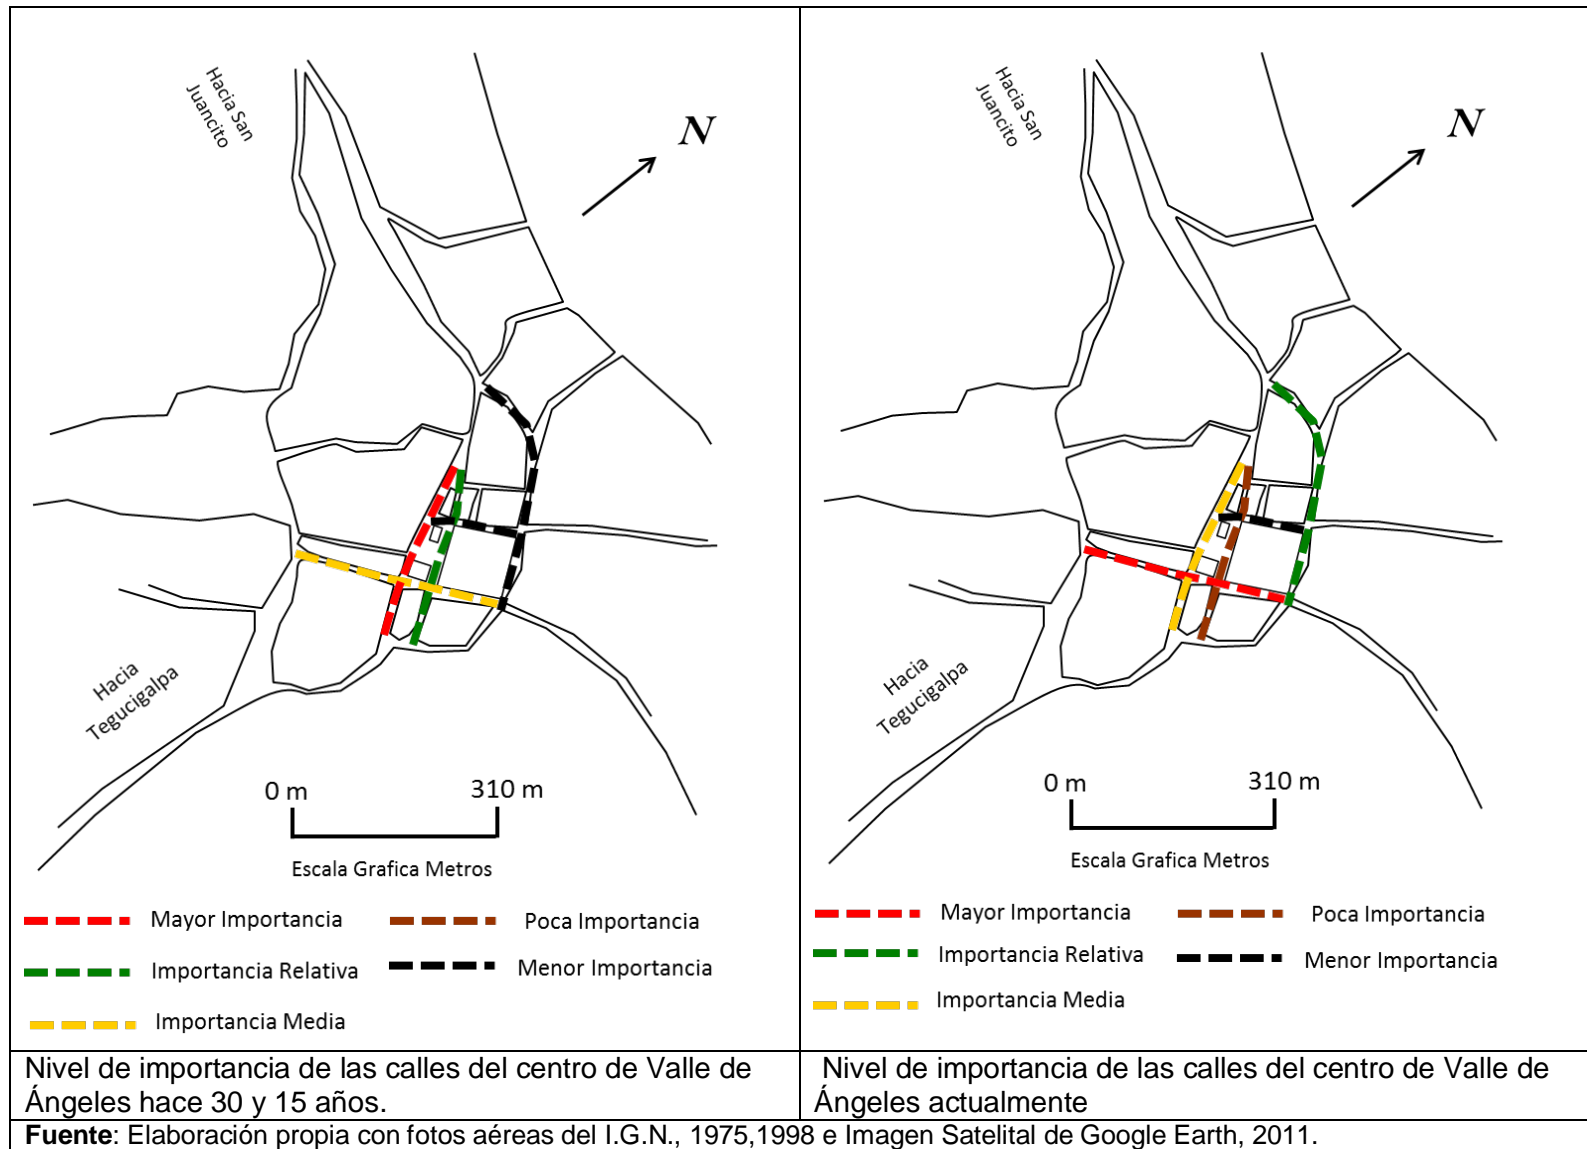 Hacia San
Juancito
N
Hacia
Tegucigalpa
0 m 310 m
Escala Grafica Metros
Mayor Importancia Poca Importancia
Importancia Relativa Menor Importancia
Importancia Media
Nivel de importancia de las calles del centro de Valle de
Ángeles hace 30 y 15 años.
Hacia San
Juancito
N
Hacia
Tegucigalpa
0 m 310 m
Escala Grafica Metros
Mayor Importancia Poca Importancia
Importancia Relativa Menor Importancia
Importancia Media
Nivel de importancia de las calles del centro de Valle de
Ángeles actualmente
Fuente: Elaboración propia con fotos aéreas del I.G.N., 1975,1998 e Imagen Satelital de Google Earth, 2011.